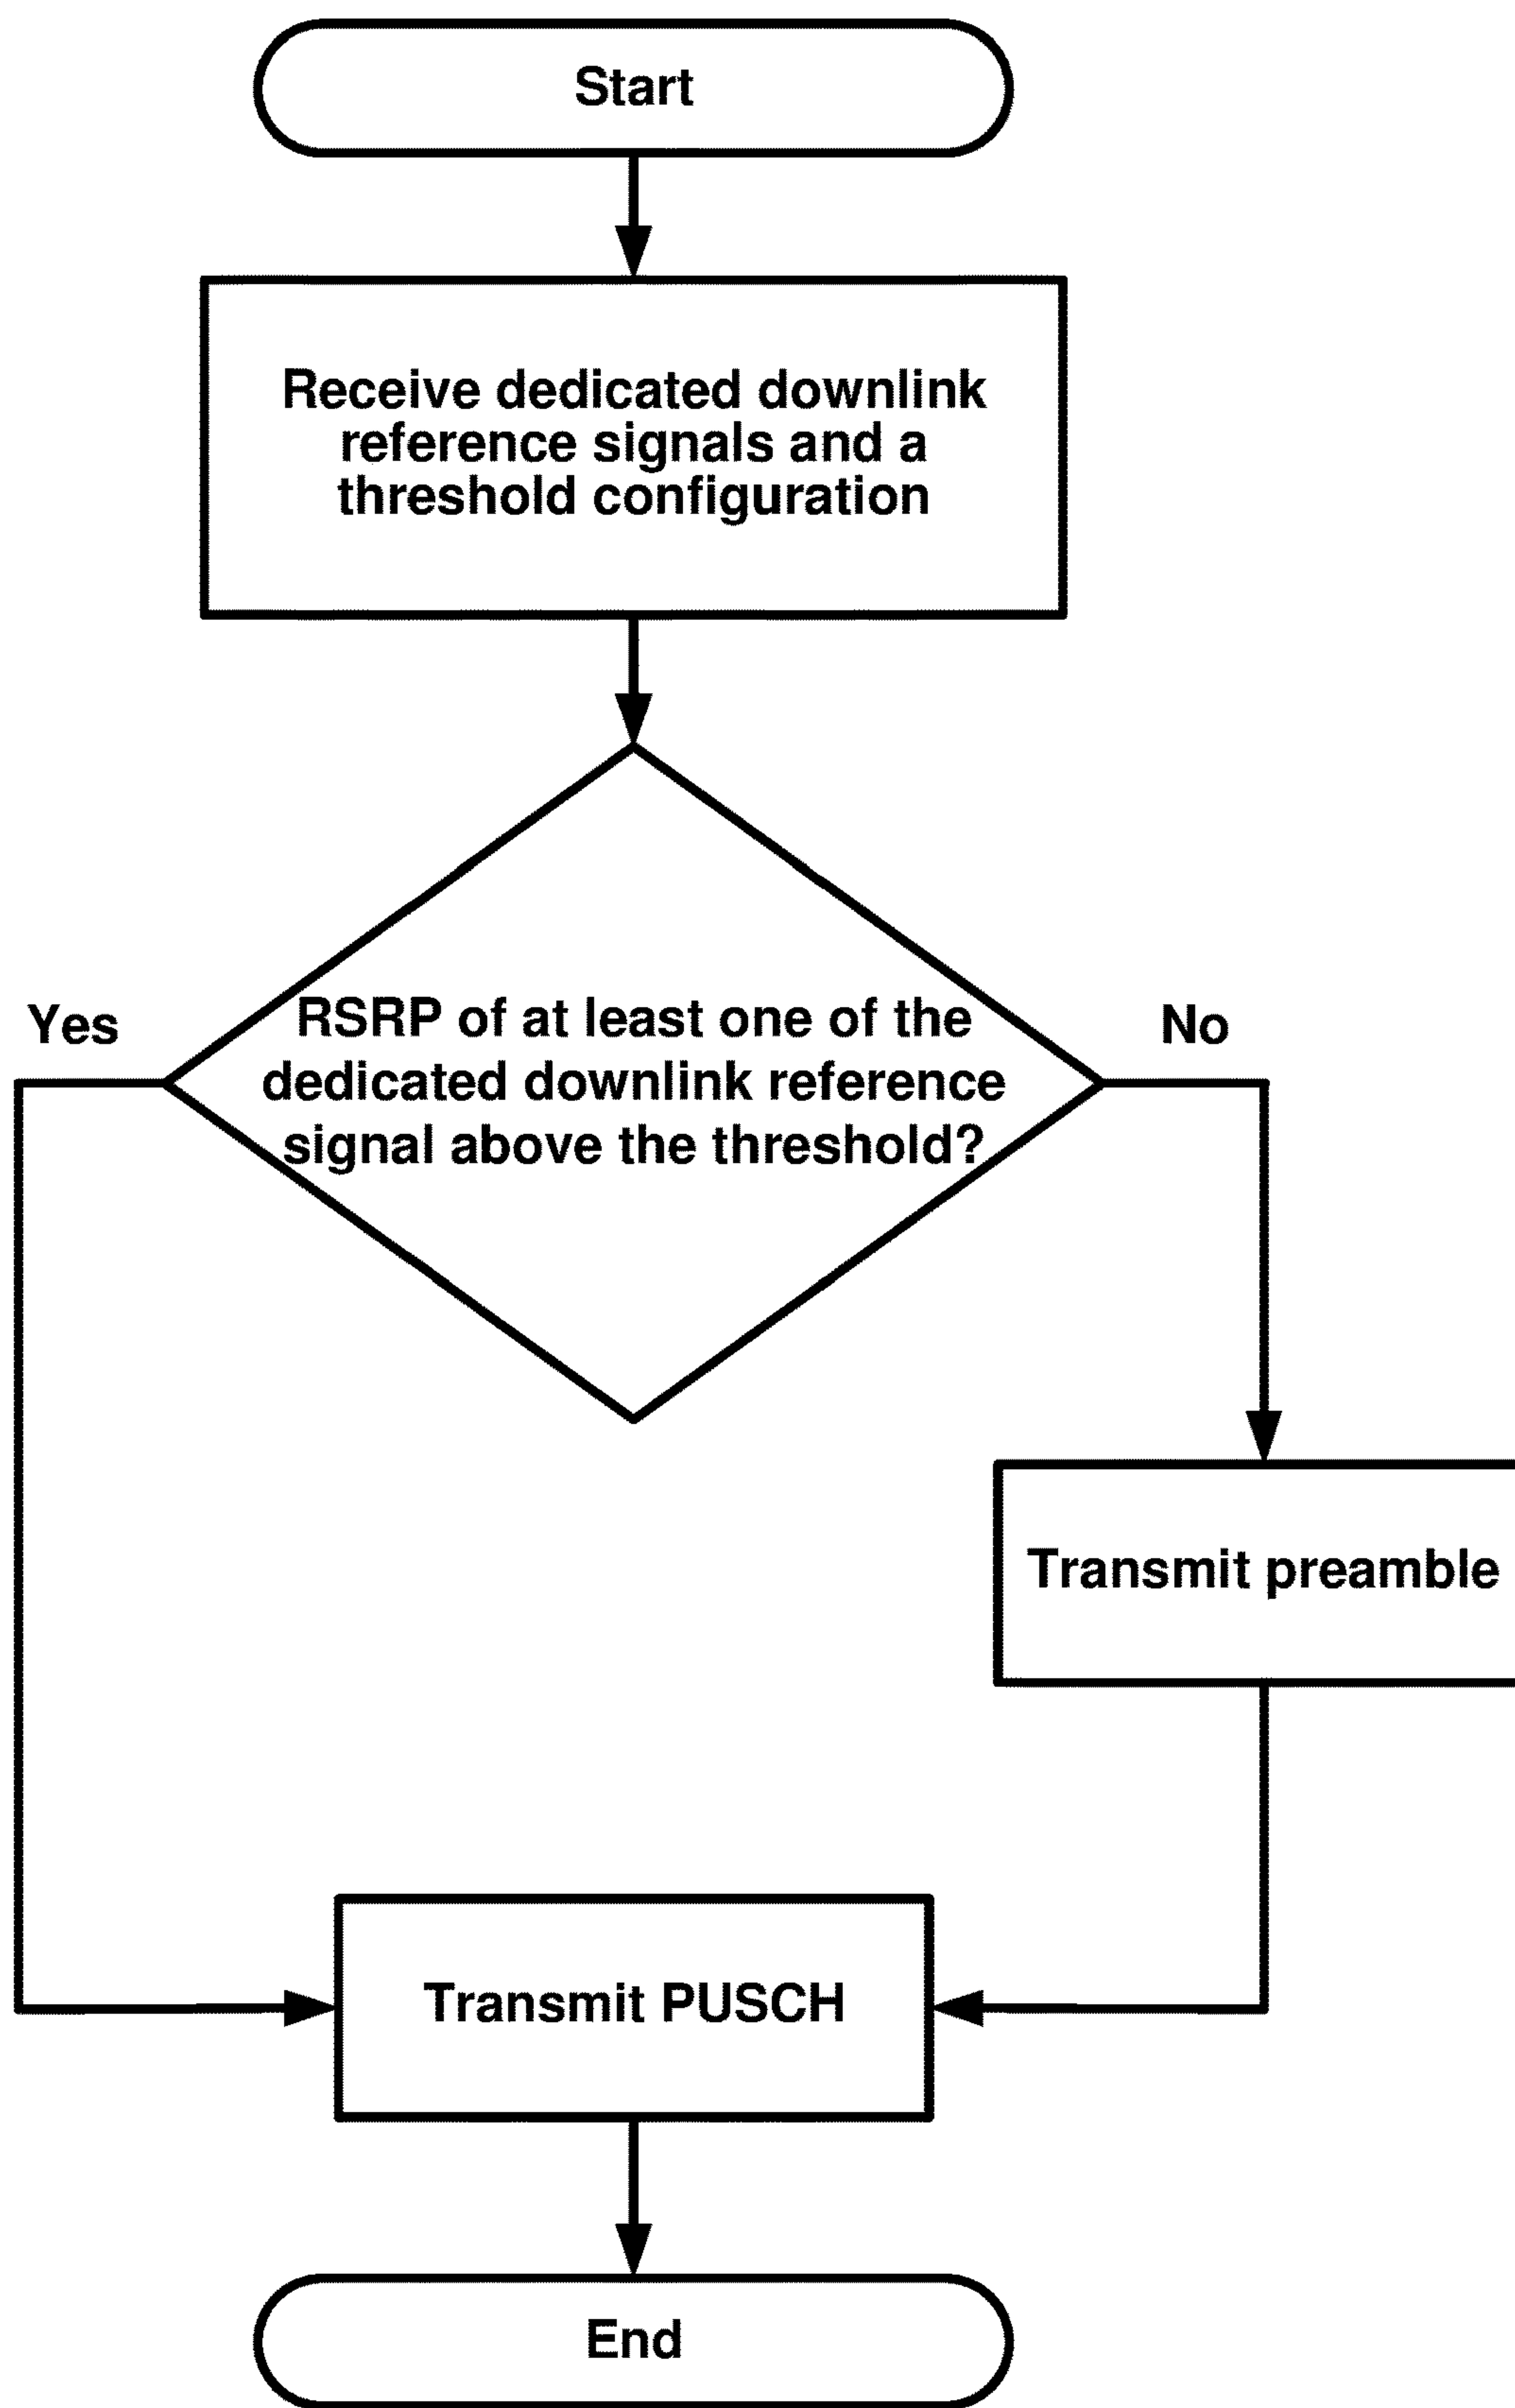 Start
Receive dedicated downlink
reference signals and a
threshold configuration
Yes
RSRP of at least one of the
dedicated downlink reference
signal above the threshold?
No
Transmit preamble
Transmit PUSCH
End